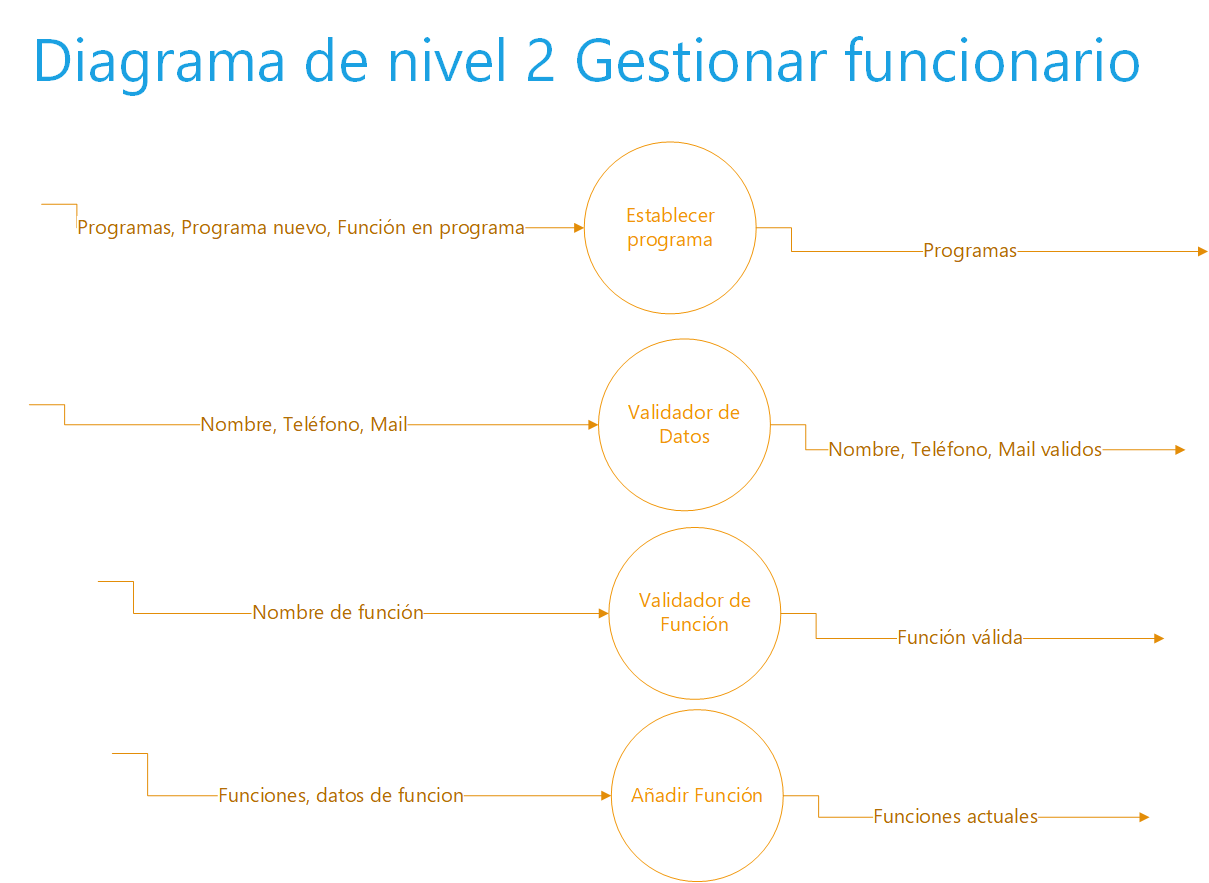 Diagrama de nivel 2 Gestionar funcionario
Programas, Programa nuevo, Función en programa
Establecer
programa
Programas
Nombre, Teléfono, Mail
Validador de
Datos
Nombre, Teléfono, Mail validos
Nombre de función
Validador de
Función
Función válida
Funciones, datos de funcion
Añadir Función
Funciones actuales